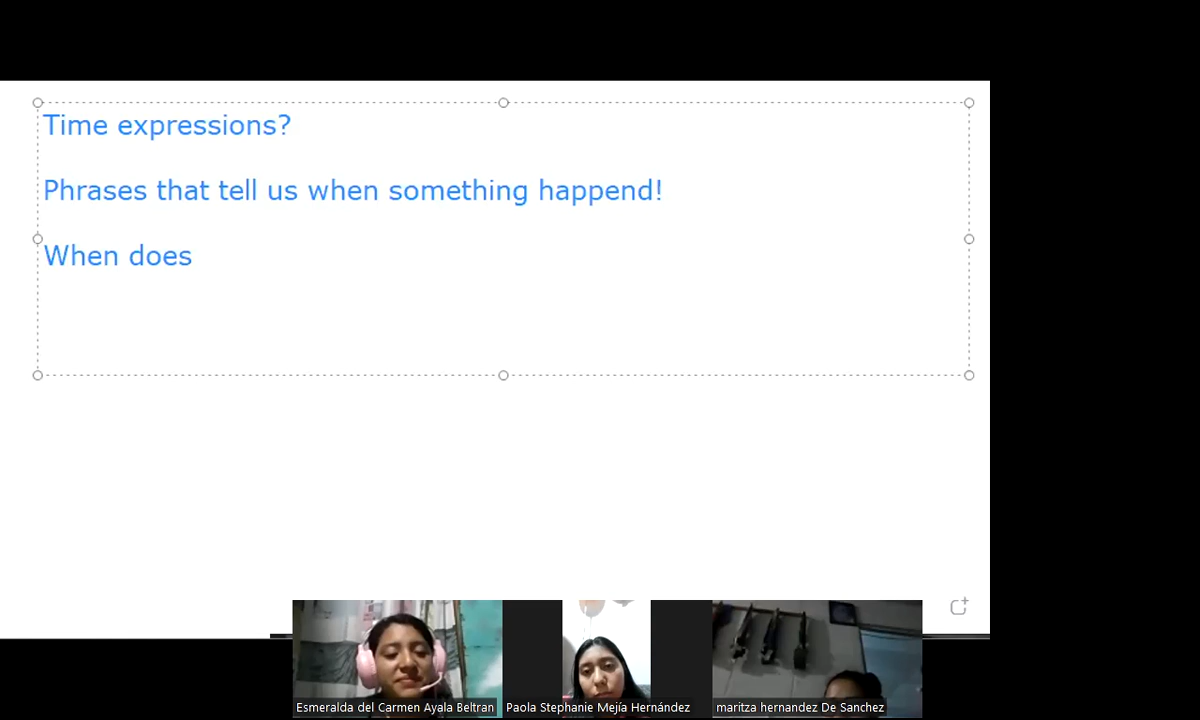 Time expressions?
Phrases that tell us when something happend!
When does
Esmeralda del Carmen Ayala Beltran
Paola Stephanie Mejía Hernández
maritza hernandez De Sanchez